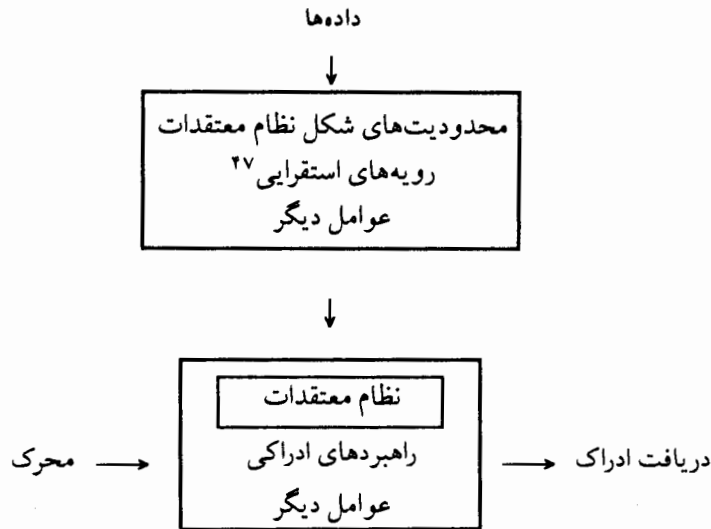 داده‌ها
↓
محدودیت‌های شکل نظام معتقدات
رویه‌های استقرایی۴۷
عوامل دیگر
↓
نظام معتقدات
محرک → راهبردهای ادراکی → دریافت ادراک
عوامل دیگر